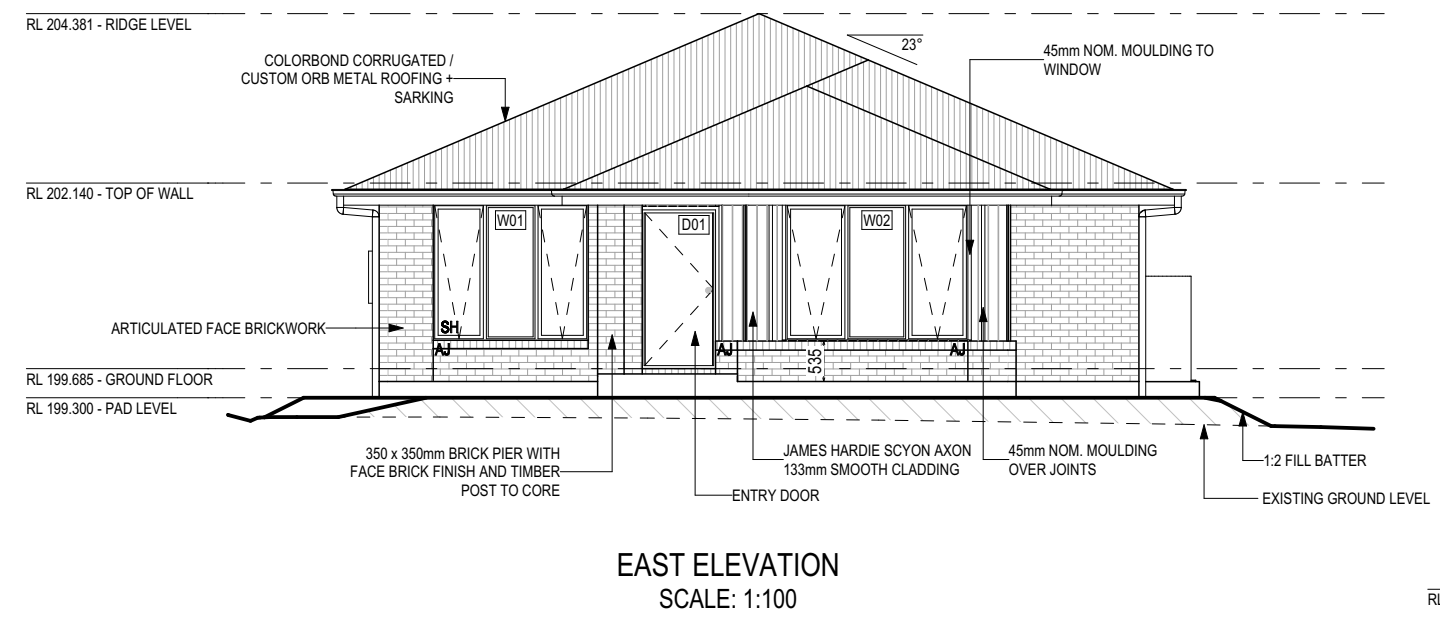 RL 204.381 - RIDGE LEVEL
COLORBOND CORRUGATED /
CUSTOM ORB METAL ROOFING +
SARKING
23°
45mm NOM. MOULDING TO
WINDOW
RL 202.140 - TOP OF WALL
W01
D01
W02
ARTICULATED FACE BRICKWORK
SH
AJ
AJ
535
AJ
RL 199.685 - GROUND FLOOR
RL 199.300 - PAD LEVEL
350 x 350mm BRICK PIER WITH
FACE BRICK FINISH AND TIMBER
POST TO CORE
ENTRY DOOR
JAMES HARDIE SCYON AXON
133mm SMOOTH CLADDING
45mm NOM. MOULDING
OVER JOINTS
1:2 FILL BATTER
EXISTING GROUND LEVEL
EAST ELEVATION
SCALE: 1:100